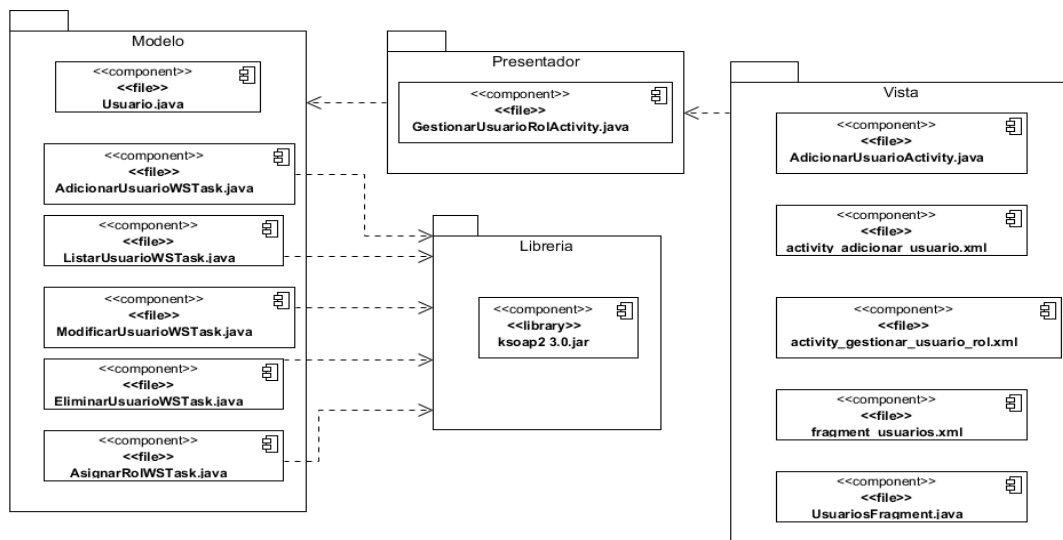 Modelo
<<component>>
<<file>>
Usuario.java
<<component>>
<<file>>
AdicionarUsuarioWSTask.java
<<component>>
<<file>>
ListarUsuarioWSTask.java
<<component>>
<<file>>
ModificarUsuarioWSTask.java
<<component>>
<<file>>
EliminarUsuarioWSTask.java
<<component>>
<<file>>
AsignarRolWSTask.java
Presentador
<<component>>
<<file>>
GestionarUsuarioRolActivity.java
Libreria
<<component>>
<<library>>
ksoap2 3.0.jar
Vista
<<component>>
<<file>>
AdicionarUsuarioActivity.java
<<component>>
<<file>>
activity_adicionar_usuario.xml
<<component>>
<<file>>
activity_gestionar_usuario_rol.xml
<<component>>
<<file>>
fragment_usuarios.xml
<<component>>
<<file>>
UsuariosFragment.java